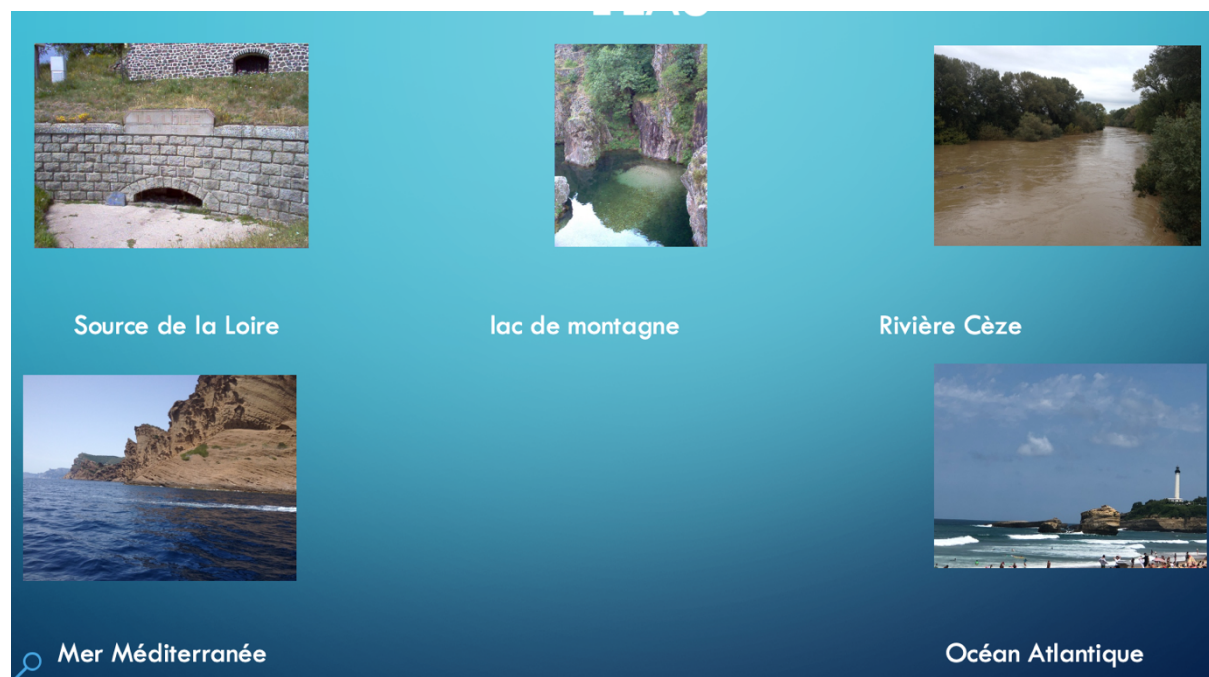 Source de la Loire
lac de montagne
Rivière Cèze
Mer Méditerranée
Océan Atlantique